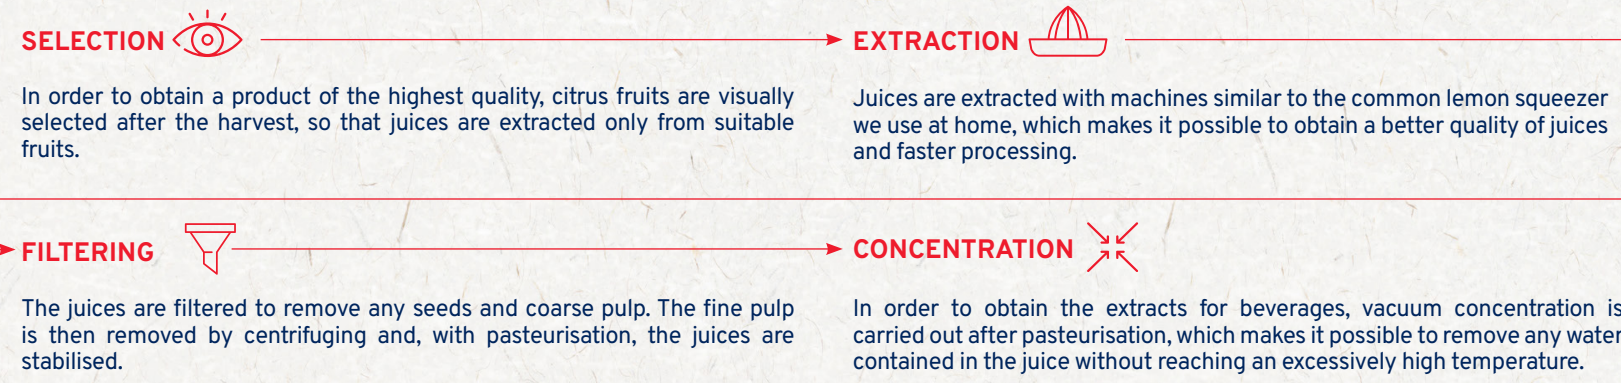 SELECTION
In order to obtain a product of the highest quality, citrus fruits are visually
selected after the harvest, so that juices are extracted only from suitable
fruits.
EXTRACTION
Juices are extracted with machines similar to the common lemon squeezer
we use at home, which makes it possible to obtain a better quality of juices
and faster processing.
FILTERING
The juices are filtered to remove any seeds and coarse pulp. The fine pulp
is then removed by centrifuging and, with pasteurisation, the juices are
stabilised.
CONCENTRATION
In order to obtain the extracts for beverages, vacuum concentration is
carried out after pasteurisation, which makes it possible to remove any water
contained in the juice without reaching an excessively high temperature.